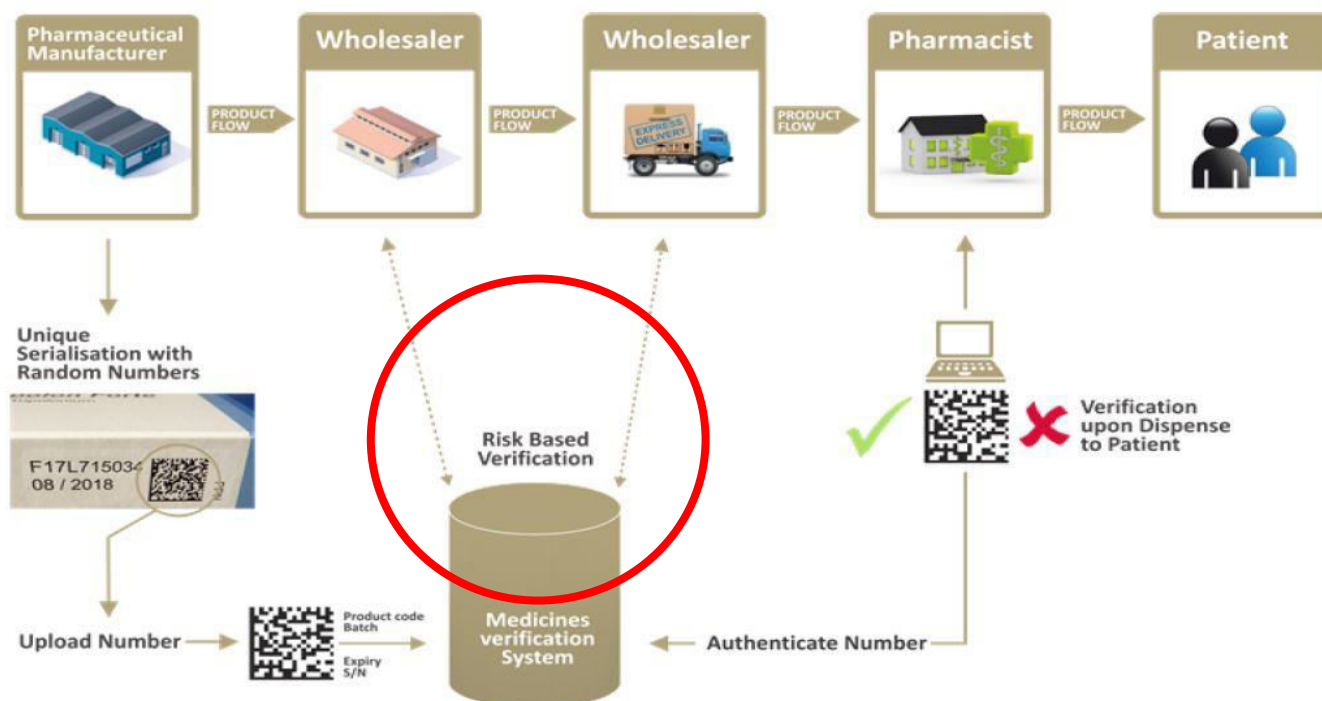 Pharmaceutical
Manufacturer
Wholesaler
Wholesaler
Pharmacist
Patient
PRODUCT
FLOW
PRODUCT
FLOW
EXPRESS
DELIVERY
PRODUCT
FLOW
PRODUCT
FLOW
Unique
Serialisation with
Random Numbers
F17L715034
08 / 2018
Risk Based
Verification
Verification
upon Dispense
to Patient
Upload Number
Product code
Batch
Expiry
S/N
Medicines
verification
System
Authenticate Number